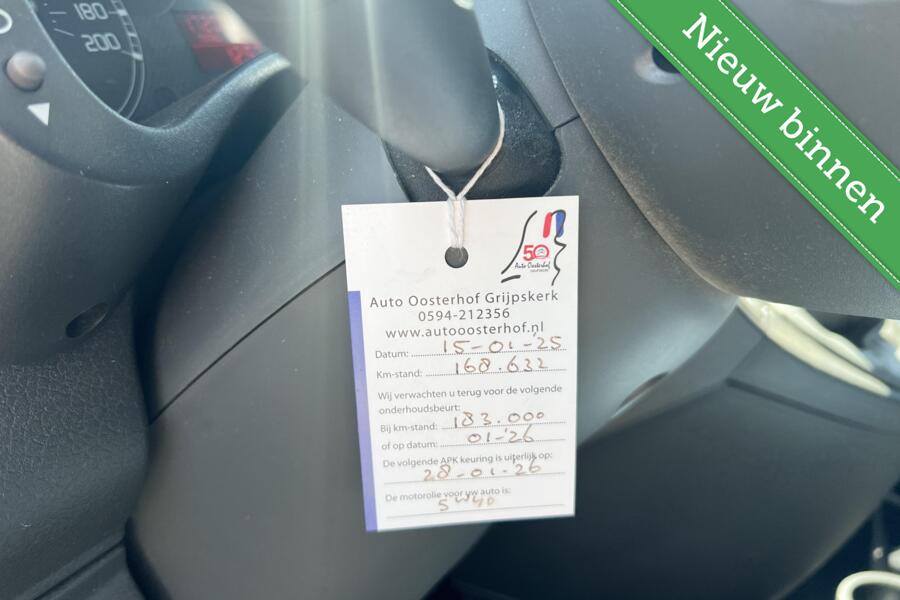 180
200
Nieuw binnen
50
Auto Oosterhof
Auto Oosterhof Grijpskerk
0594-212356
www.autooosterhof.nl
Datum: 15-01-'25
Km-stand: 168.632
Wij verwachten u terug voor de volgende
onderhoudsbeurt:
Bij km-stand: 183.000
of op datum: 01-'26
De volgende APK keuring is uiterlijk op:
28-01-'26
De motorolie voor uw auto is:
5W40